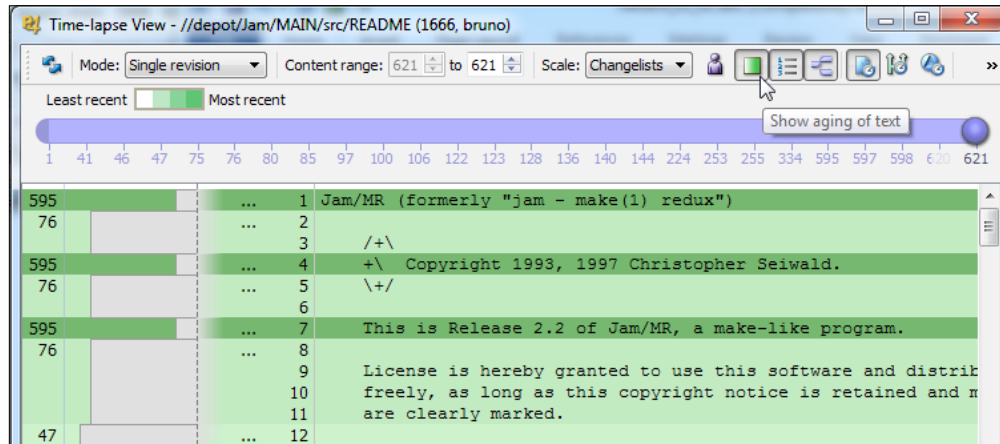 Time-lapse View - //depot/Jam/MAIN/src/README (1666, bruno)
Mode: Single revision Content range: 621 to 621 Scale: Changelists »
Least recent Most recent
Show aging of text
1 41 46 47 75 76 80 85 97 100 106 122 123 128 136 140 144 224 253 255 334 595 597 598 620 621
595 ... 1 Jam/MR (formerly "jam - make(1) redux")
76 ... 2
3 /+\
595 ... 4 +\ Copyright 1993, 1997 Christopher Seiwald.
76 ... 5 \+/
6
595 ... 7 This is Release 2.2 of Jam/MR, a make-like program.
76 ... 8
9 License is hereby granted to use this software and distrib
10 freely, as long as this copyright notice is retained and m
11 are clearly marked.
47 ... 12